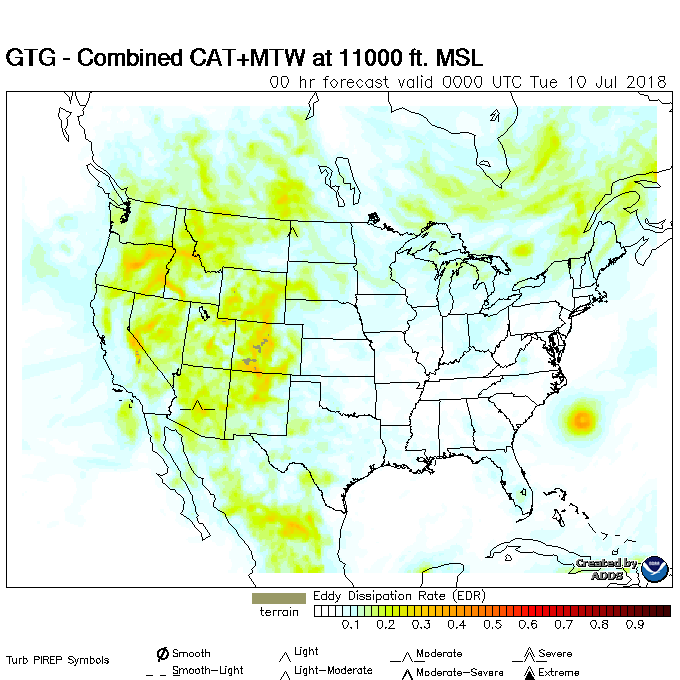 GTG - Combined CAT+MTW at 11000 ft. MSL
00 hr forecast valid 0000 UTC Tue 10 Jul 2018
Created by
ADDS
Eddy Dissipation Rate (EDR)
terrain
0.1 0.2 0.3 0.4 0.5 0.6 0.7 0.8 0.9
Turb PIREP Symbols
Smooth Light Moderate Severe
Smooth-Light Light-Moderate Moderate-Severe Extreme